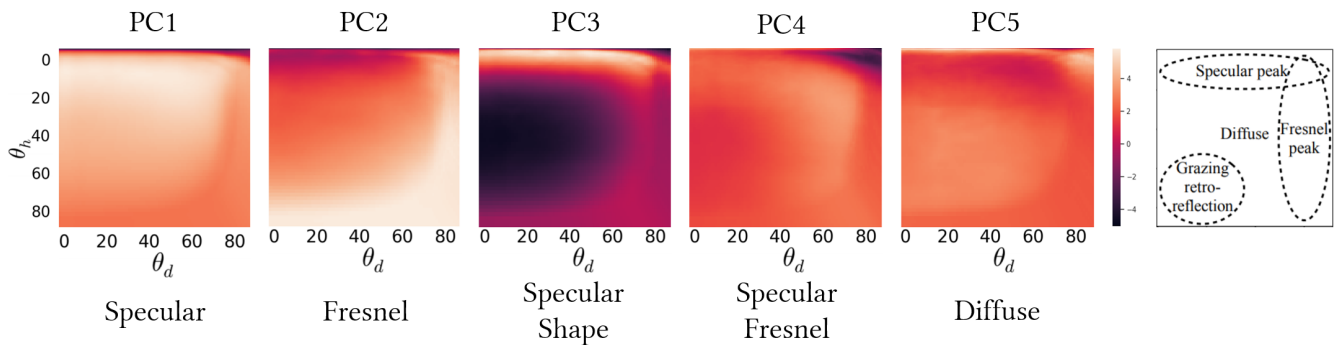 PC1 PC2 PC3 PC4 PC5
0
20
40
60
80
θh
0 20 40 60 80
θd
0 20 40 60 80
θd
0 20 40 60 80
θd
0 20 40 60 80
θd
0 20 40 60 80
θd
4
2
0
−2
−4
Specular peak
Diffuse
Fresnel
peak
Grazing
retro-
reflection
Specular
Fresnel
Specular
Shape
Specular
Fresnel
Diffuse